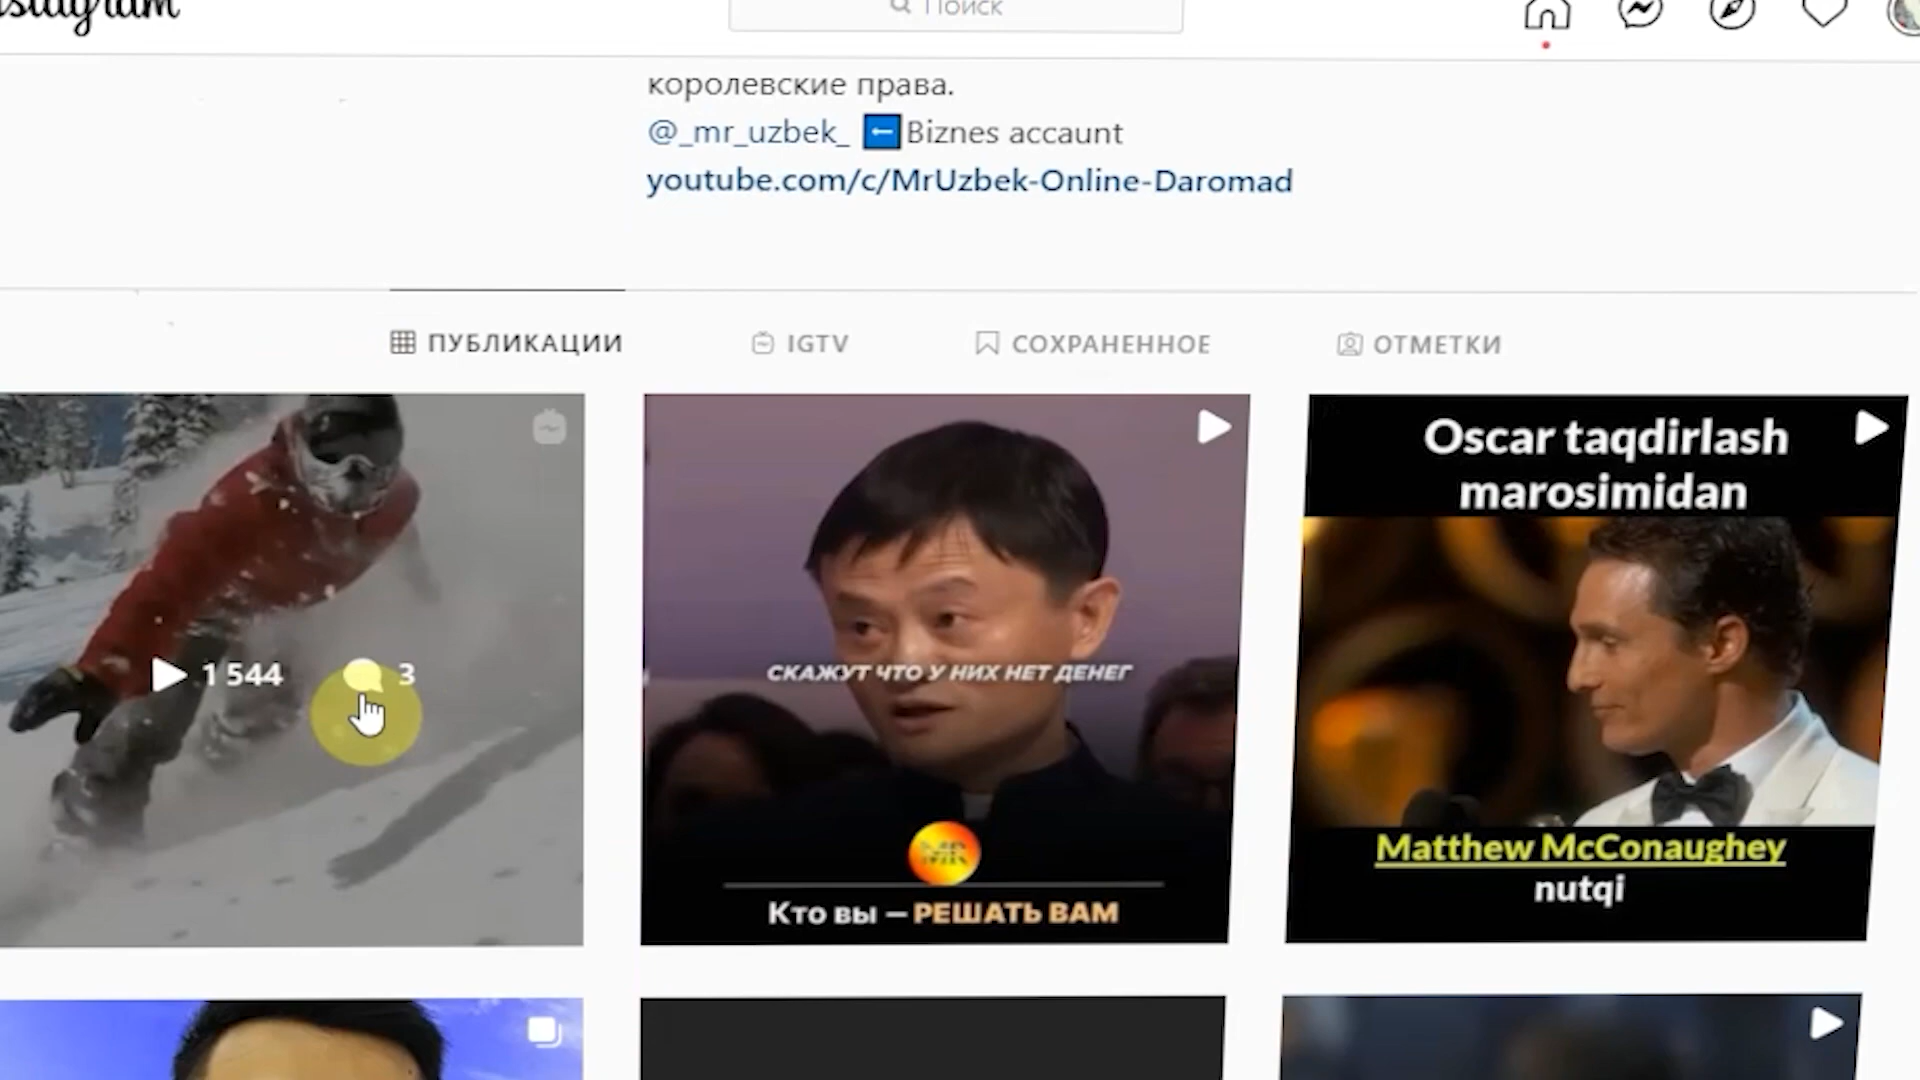 Поиск
королевские права.
@_mr_uzbek_ Biznes accaunt
youtube.com/c/MrUzbek-Online-Daromad
ПУБЛИКАЦИИ IGTV СОХРАНЕННОЕ ОТМЕТКИ
1 544 3
СКАЖУТ ЧТО У НИХ НЕТ ДЕНЕГ
Кто вы – РЕШАТЬ ВАМ
Oscar taqdirlash
marosimidan
Matthew McConaughey
nutqi